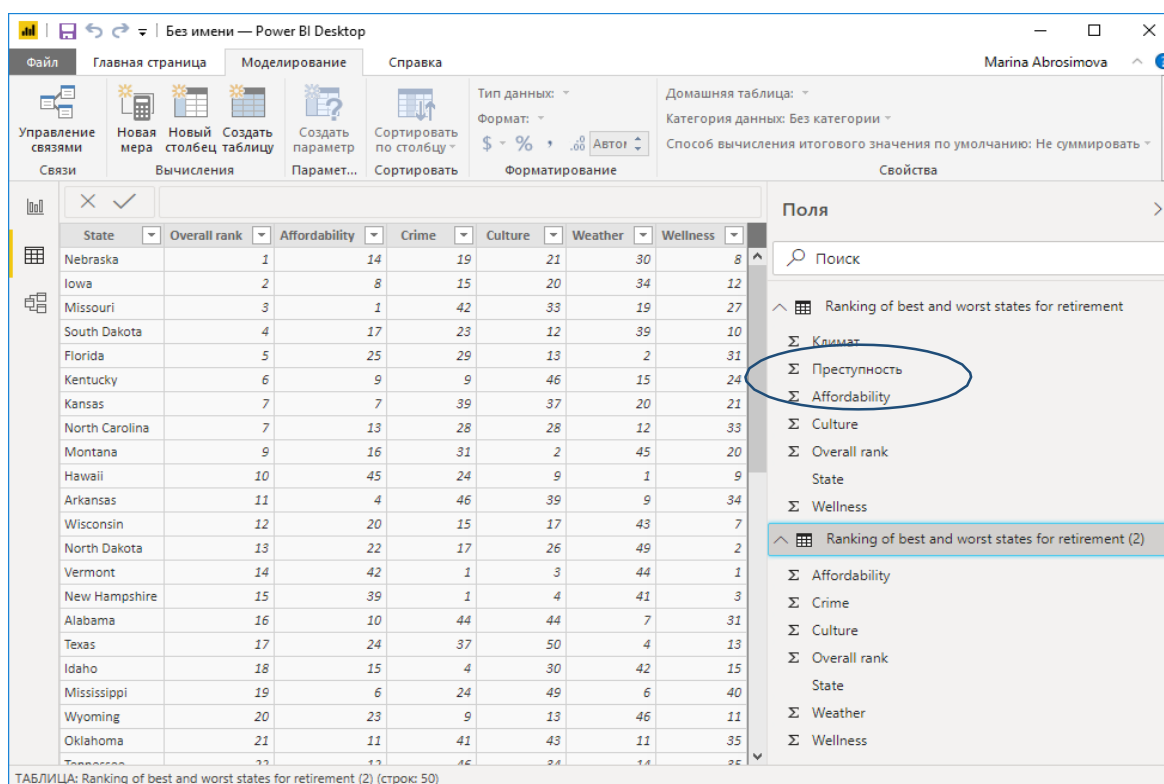 Без имени — Power BI Desktop
Файл Главная страница Моделирование Справка Marina Abrosimova
Управление связями
Новая мера
Новый столбец
Создать таблицу
Создать параметр
Сортировать по столбцу
Тип данных:
Формат:
$ % , .00
Домашняя таблица:
Категория данных: Без категории
Способ вычисления итогового значения по умолчанию: Не суммировать
Связи Вычисления Парамет... Сортировать Форматирование Свойства
State Overall rank Affordability Crime Culture Weather Wellness
Nebraska 1 14 19 21 30 8
Iowa 2 8 15 20 34 12
Missouri 3 1 42 33 19 27
South Dakota 4 17 23 12 39 10
Florida 5 25 29 13 2 31
Kentucky 6 9 9 46 15 24
Kansas 7 7 39 37 20 21
North Carolina 7 13 28 28 12 33
Montana 9 16 31 2 45 20
Hawaii 10 45 24 9 1 9
Arkansas 11 4 46 39 9 34
Wisconsin 12 20 15 17 43 7
North Dakota 13 22 17 26 49 2
Vermont 14 42 1 3 44 1
New Hampshire 15 39 1 4 41 3
Alabama 16 10 44 44 7 31
Texas 17 24 37 50 4 13
Idaho 18 15 4 30 42 15
Mississippi 19 6 24 49 6 40
Wyoming 20 23 9 13 46 11
Oklahoma 21 11 41 43 11 35
Поля
Поиск
Ranking of best and worst states for retirement
Σ Климат
Σ Преступность
Σ Affordability
Σ Culture
Σ Overall rank
State
Σ Wellness
Ranking of best and worst states for retirement (2)
Σ Affordability
Σ Crime
Σ Culture
Σ Overall rank
State
Σ Weather
Σ Wellness
ТАБЛИЦА: Ranking of best and worst states for retirement (2) (строк: 50)